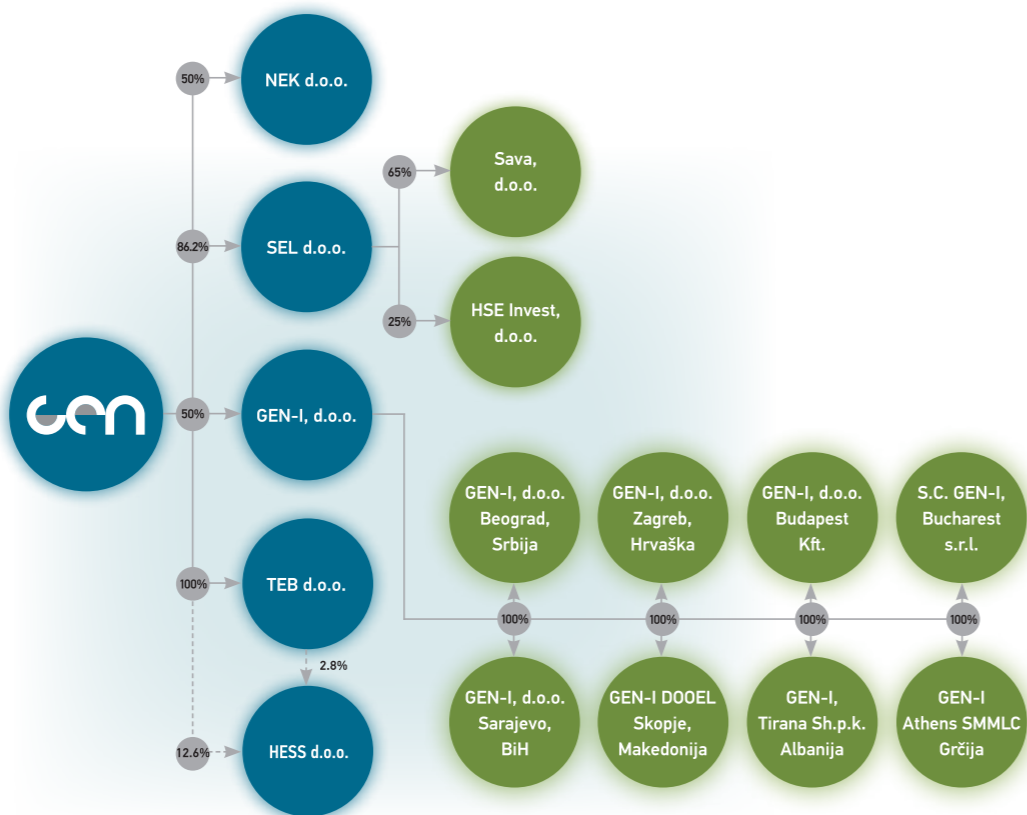 50%
NEK d.o.o.
86.2%
SEL d.o.o.
65%
Sava,
d.o.o.
25%
HSE Invest,
d.o.o.
gen
50%
GEN-I, d.o.o.
GEN-I, d.o.o.
Beograd,
Srbija
GEN-I, d.o.o.
Zagreb,
Hrvaška
GEN-I, d.o.o.
Budapest
Kft.
S.C. GEN-I,
Bucharest
s.r.l.
100%
100%
100%
100%
GEN-I, d.o.o.
Sarajevo,
BiH
GEN-I DOOEL
Skopje,
Makedonija
GEN-I,
Tirana Sh.p.k.
Albanija
GEN-I
Athens SMMLC
Grčija
100%
TEB d.o.o.
2.8%
12.6%
HESS d.o.o.